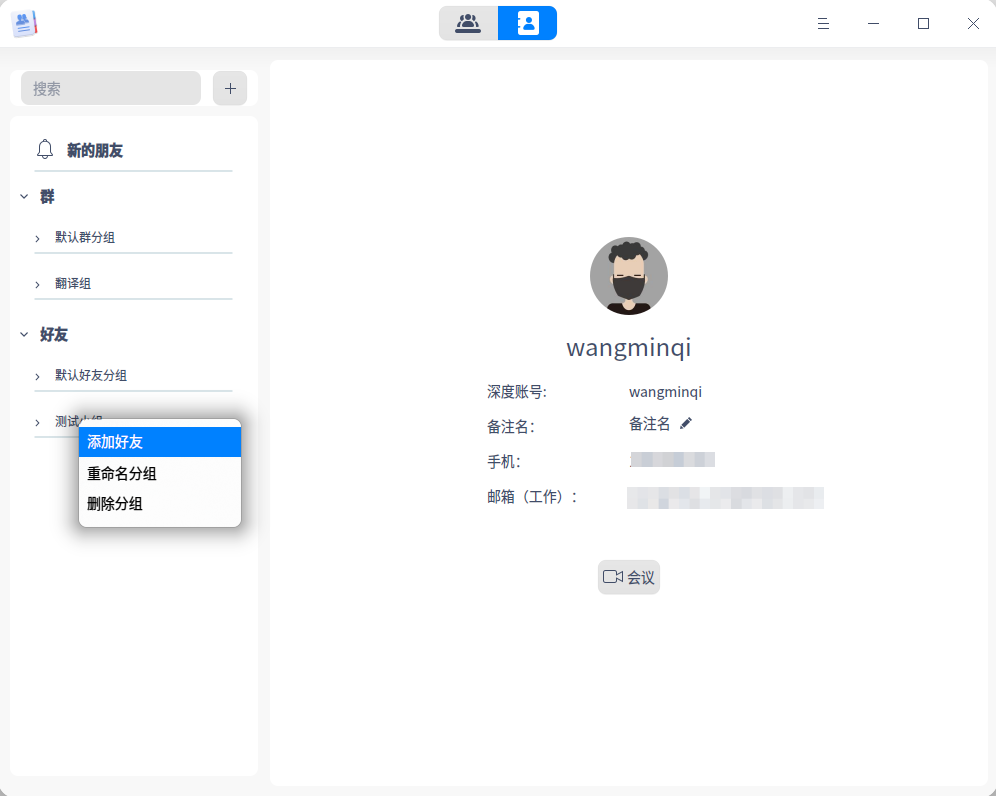 搜索
新的朋友
群
默认群分组
翻译组
好友
默认好友分组
测试小组
添加好友
重命名分组
删除分组
wangminqi
深度账号: wangminqi
备注名: 备注名
手机:
邮箱（工作）:
会议